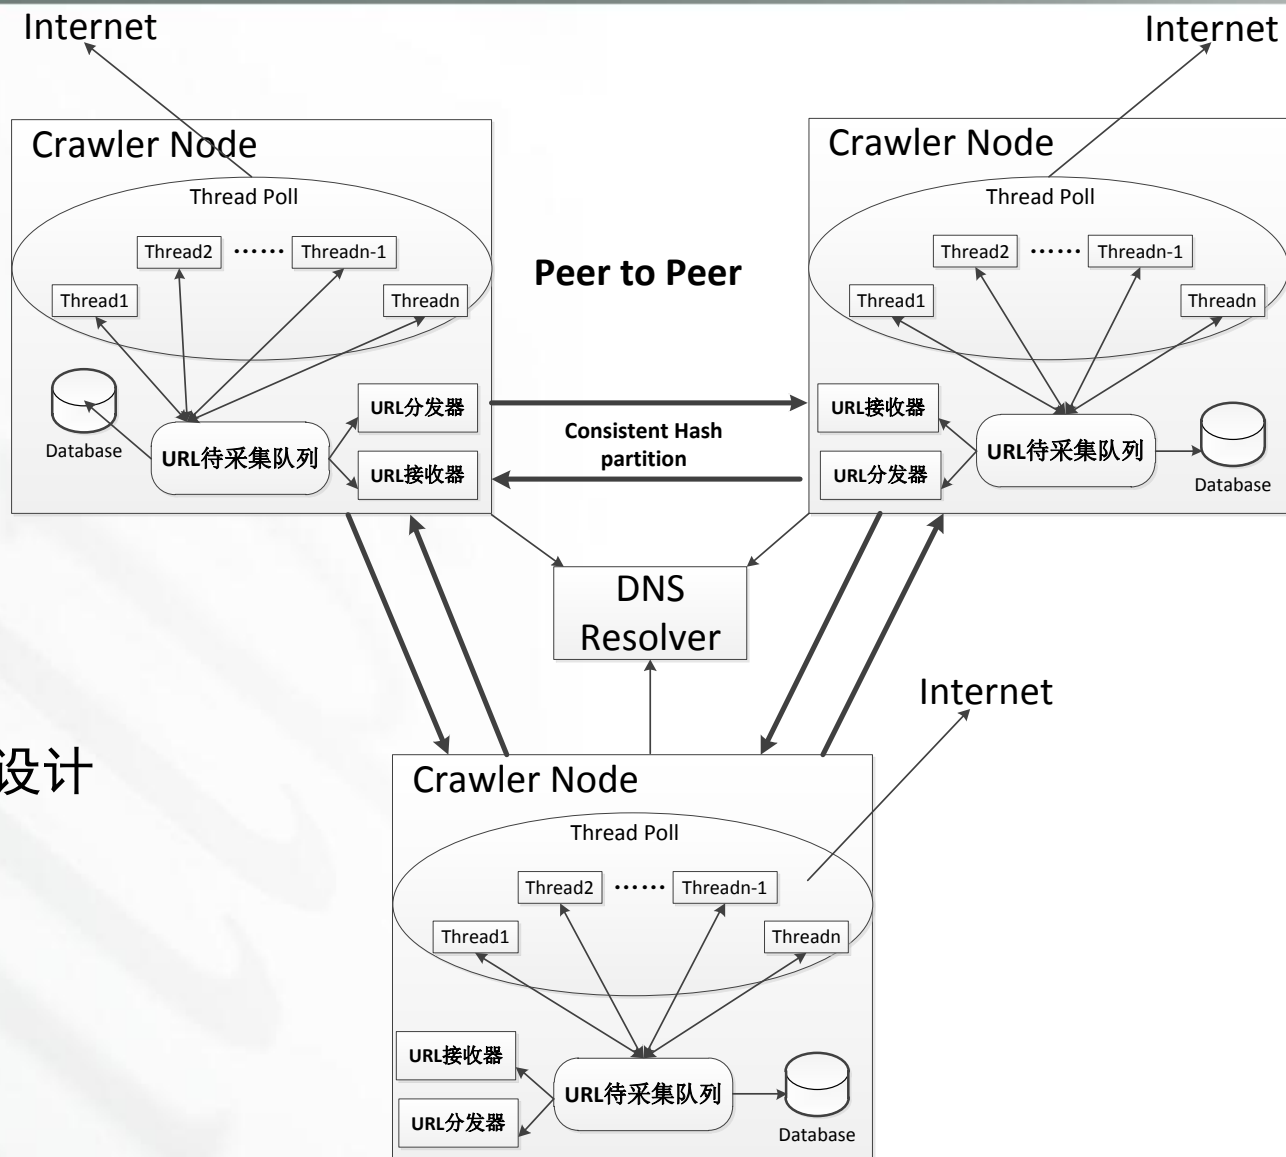 Internet
Internet
Crawler Node
Thread Poll
Thread2 ...... Threadn-1
Thread1
Threadn
Database
URL待采集队列
URL分发器
URL接收器
Peer to Peer
Consistent Hash
partition
Crawler Node
Thread Poll
Thread2 ...... Threadn-1
Thread1
Threadn
URL接收器
URL分发器
URL待采集队列
Database
DNS
Resolver
Internet
设计
Crawler Node
Thread Poll
Thread2 ...... Threadn-1
Thread1
Threadn
URL接收器
URL分发器
URL待采集队列
Database